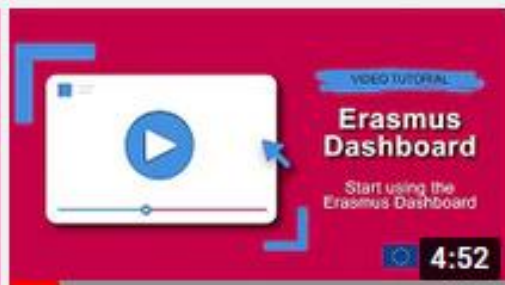 VIDEO TUTORIAL
Erasmus
Dashboard
Start using the
Erasmus Dashboard
4:52